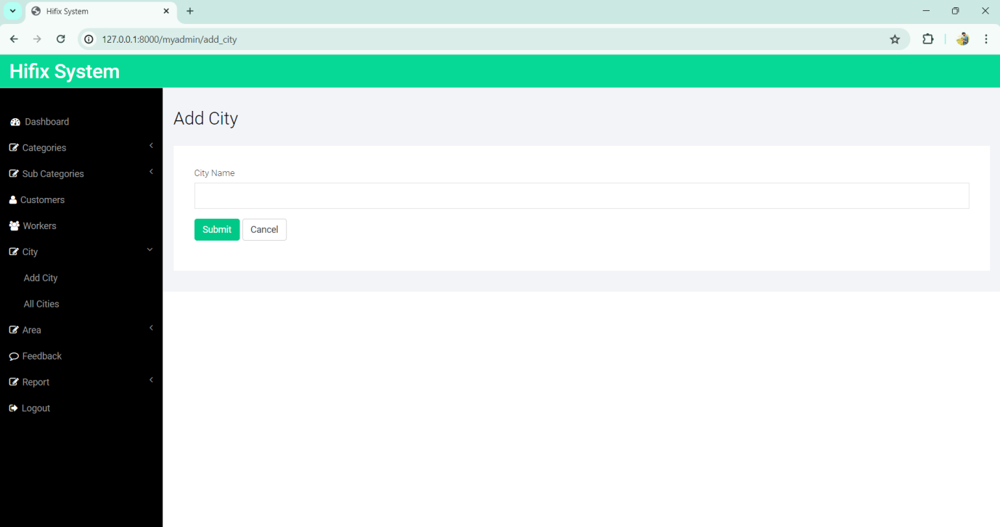 Hifix System
127.0.0.1:8000/myadmin/add_city
Hifix System
Dashboard
Categories
Sub Categories
Customers
Workers
City
Add City
All Cities
Area
Feedback
Report
Logout
Add City
City Name
Submit Cancel